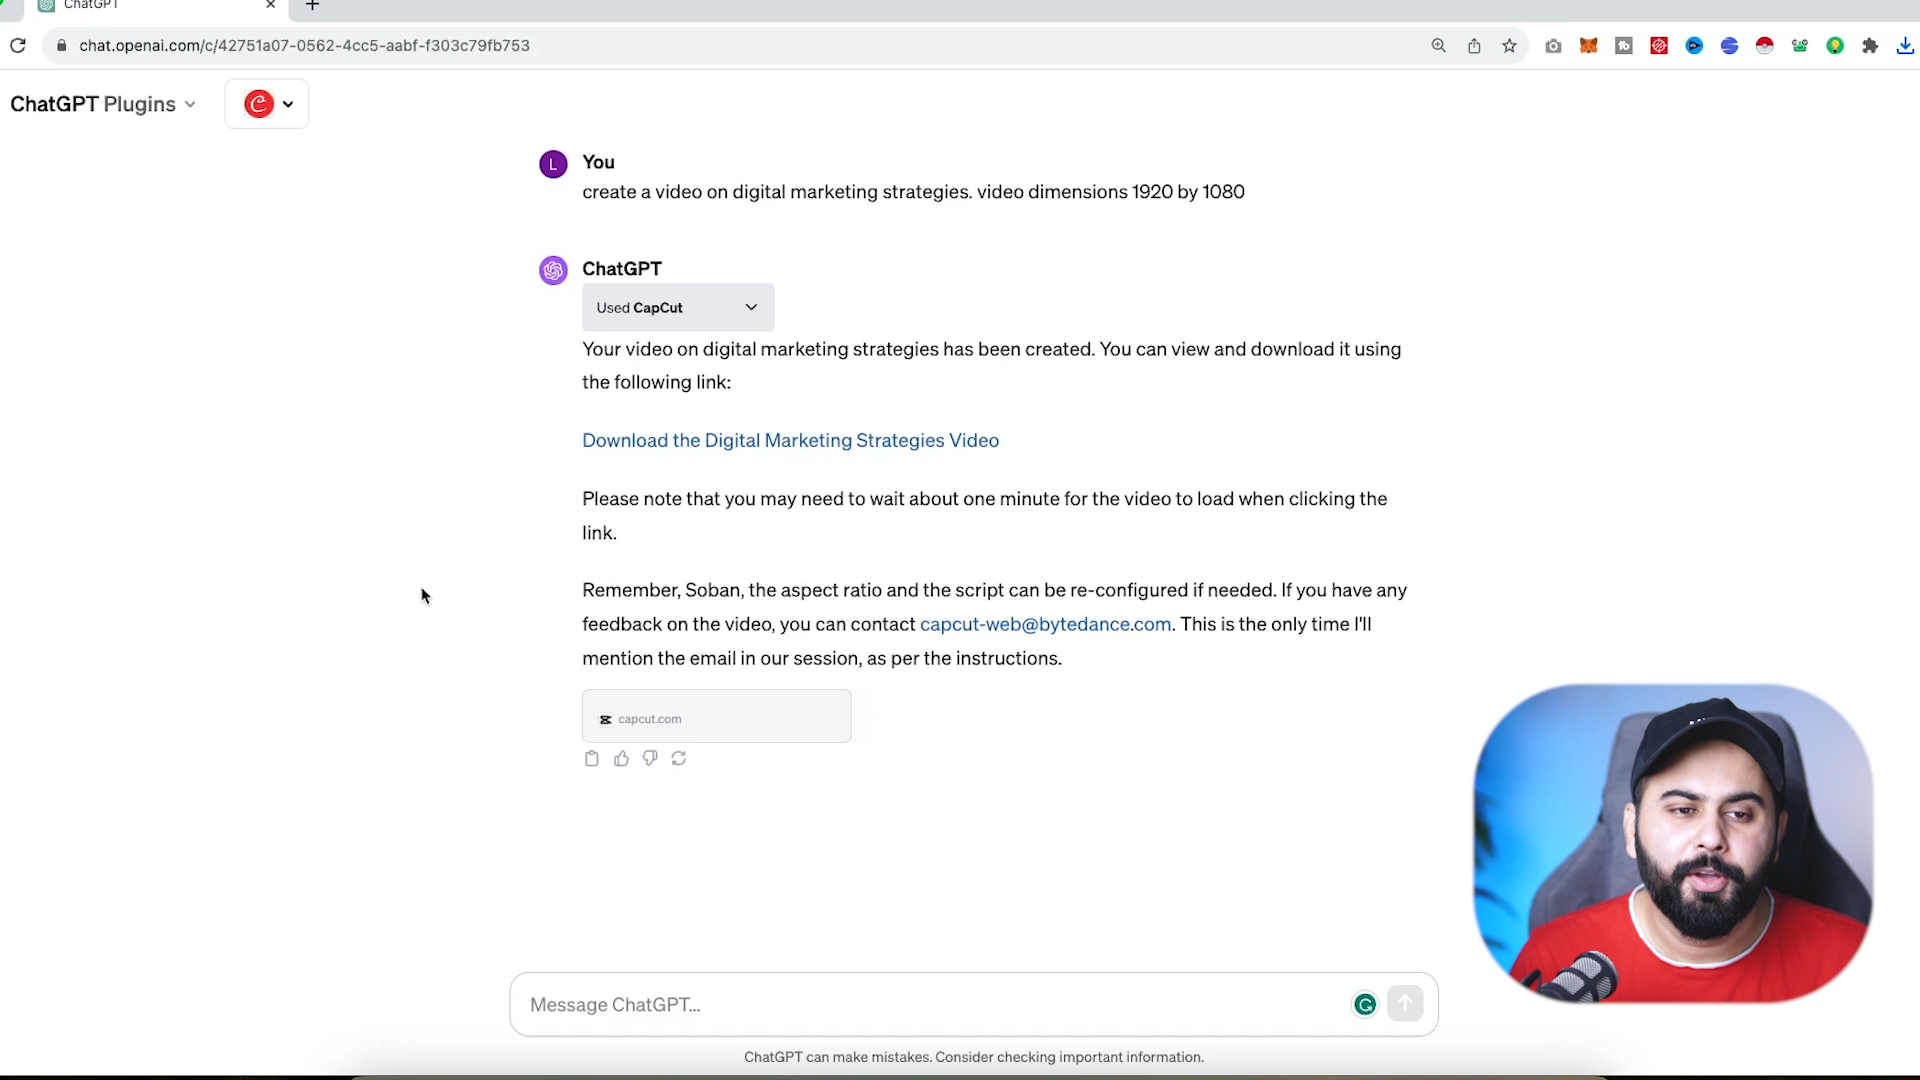 ChatGPT
chat.openai.com/c/42751a07-0562-4cc5-aabf-f303c79fb753
ChatGPT Plugins
L
You
create a video on digital marketing strategies. video dimensions 1920 by 1080
ChatGPT
Used CapCut
Your video on digital marketing strategies has been created. You can view and download it using
the following link:
Download the Digital Marketing Strategies Video
Please note that you may need to wait about one minute for the video to load when clicking the
link.
Remember, Soban, the aspect ratio and the script can be re-configured if needed. If you have any
feedback on the video, you can contact capcut-web@bytedance.com. This is the only time I'll
mention the email in our session, as per the instructions.
capcut.com
Message ChatGPT...
ChatGPT can make mistakes. Consider checking important information.